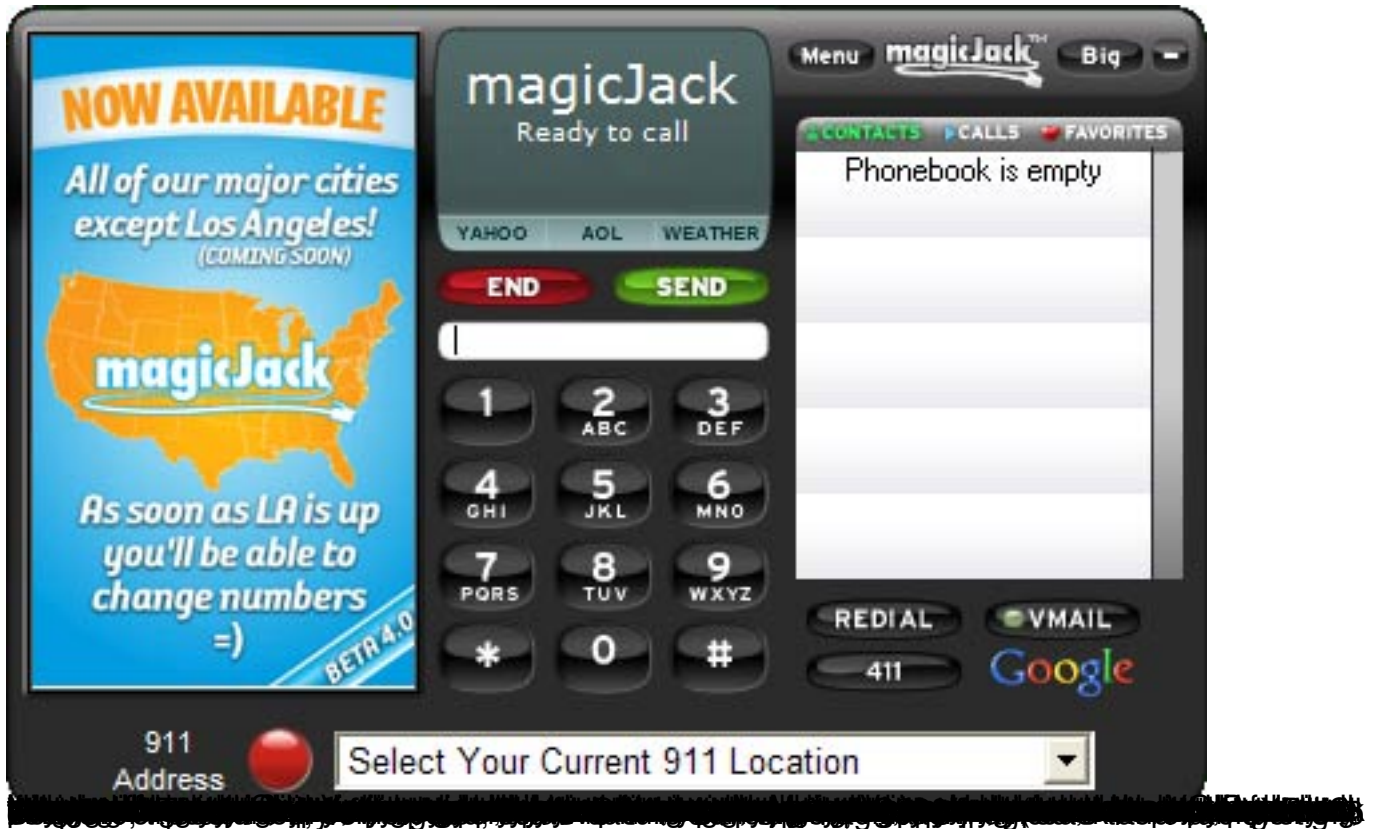 NOW AVAILABLE
All of our major cities
except Los Angeles!
(COMING SOON)
magicJack
As soon as LA is up
you'll be able to
change numbers
=)
BETA 4.0
magicJack
Ready to call
YAHOO AOL WEATHER
END SEND
1 2 3
ABC DEF
4 5 6
GHI JKL MNO
7 8 9
PQRS TUV WXYZ
* 0 #
Menu magicJack™ Big -
CONTACTS CALLS FAVORITES
Phonebook is empty
REDIAL VMAIL
411 Google
911
Address
Select Your Current 911 Location